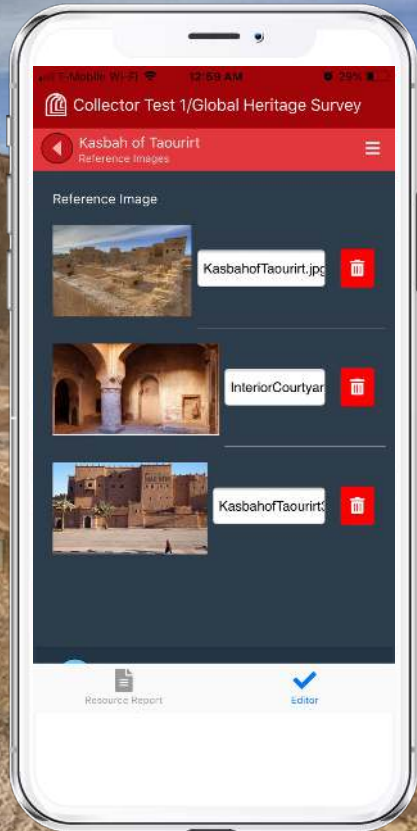 T-Mobile Wi-Fi 12:59 AM 29%
Collector Test 1/Global Heritage Survey
Kasbah of Taourirt
Reference Images
Reference Image
KasbahofTaourirt.jpg
InteriorCourtyar
KasbahofTaourirt3
Resource Report
Editor